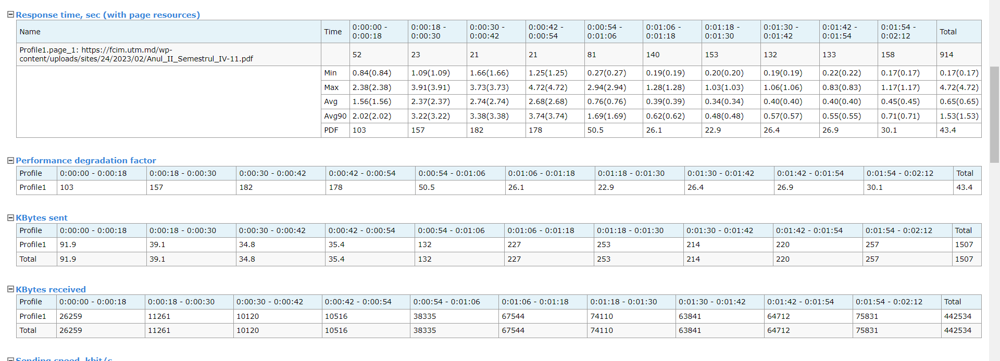 Response time, sec (with page resources)
Name Time 0:00:00 - 0:00:18 0:00:18 - 0:00:30 0:00:30 - 0:00:42 0:00:42 - 0:00:54 0:00:54 - 0:01:06 0:01:06 - 0:01:18 0:01:18 - 0:01:30 0:01:30 - 0:01:42 0:01:42 - 0:01:54 0:01:54 - 0:02:12 Total
Profile1.page_1: https://fcim.utm.md/wp-
content/uploads/sites/24/2023/02/Anul_II_Semestrul_IV-11.pdf 52 23 21 21 81 140 153 132 133 158 914
Min 0.84(0.84) 1.09(1.09) 1.66(1.66) 1.25(1.25) 0.27(0.27) 0.19(0.19) 0.20(0.20) 0.19(0.19) 0.22(0.22) 0.17(0.17) 0.17(0.17)
Max 2.38(2.38) 3.91(3.91) 3.73(3.73) 4.72(4.72) 2.94(2.94) 1.28(1.28) 1.03(1.03) 1.06(1.06) 0.83(0.83) 1.17(1.17) 4.72(4.72)
Avg 1.56(1.56) 2.37(2.37) 2.74(2.74) 2.68(2.68) 0.76(0.76) 0.39(0.39) 0.34(0.34) 0.40(0.40) 0.40(0.40) 0.45(0.45) 0.65(0.65)
Avg90 2.02(2.02) 3.22(3.22) 3.38(3.38) 3.74(3.74) 1.69(1.69) 0.62(0.62) 0.48(0.48) 0.57(0.57) 0.55(0.55) 0.71(0.71) 1.53(1.53)
PDF 103 157 182 178 50.5 26.1 22.9 26.4 26.9 30.1 43.4
Performance degradation factor
Profile 0:00:00 - 0:00:18 0:00:18 - 0:00:30 0:00:30 - 0:00:42 0:00:42 - 0:00:54 0:00:54 - 0:01:06 0:01:06 - 0:01:18 0:01:18 - 0:01:30 0:01:30 - 0:01:42 0:01:42 - 0:01:54 0:01:54 - 0:02:12 Total
Profile1 103 157 182 178 50.5 26.1 22.9 26.4 26.9 30.1 43.4
KBytes sent
Profile 0:00:00 - 0:00:18 0:00:18 - 0:00:30 0:00:30 - 0:00:42 0:00:42 - 0:00:54 0:00:54 - 0:01:06 0:01:06 - 0:01:18 0:01:18 - 0:01:30 0:01:30 - 0:01:42 0:01:42 - 0:01:54 0:01:54 - 0:02:12 Total
Profile1 91.9 39.1 34.8 35.4 132 227 253 214 220 257 1507
Total 91.9 39.1 34.8 35.4 132 227 253 214 220 257 1507
KBytes received
Profile 0:00:00 - 0:00:18 0:00:18 - 0:00:30 0:00:30 - 0:00:42 0:00:42 - 0:00:54 0:00:54 - 0:01:06 0:01:06 - 0:01:18 0:01:18 - 0:01:30 0:01:30 - 0:01:42 0:01:42 - 0:01:54 0:01:54 - 0:02:12 Total
Profile1 26259 11261 10120 10516 38335 67544 74110 63841 64712 75831 442534
Total 26259 11261 10120 10516 38335 67544 74110 63841 64712 75831 442534
Sending speed, kbit/s